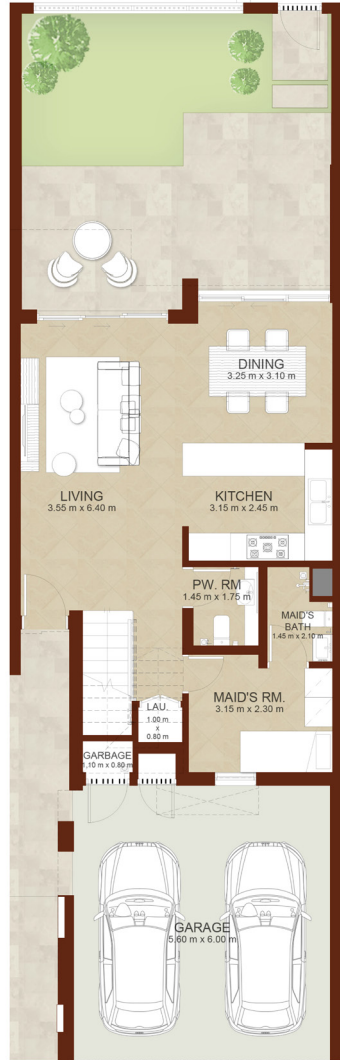 DINING
3.25 m x 3.10 m
LIVING
3.55 m x 6.40 m
KITCHEN
3.15 m x 2.45 m
PW. RM
1.45 m x 1.75 m
MAID'S
BATH
1.45 m x 2.10 m
MAID'S RM.
3.15 m x 2.30 m
LAU.
1.00 m
x
0.80 m
GARBAGE
1.10 m x 0.80 m
GARAGE
5.60 m x 6.00 m